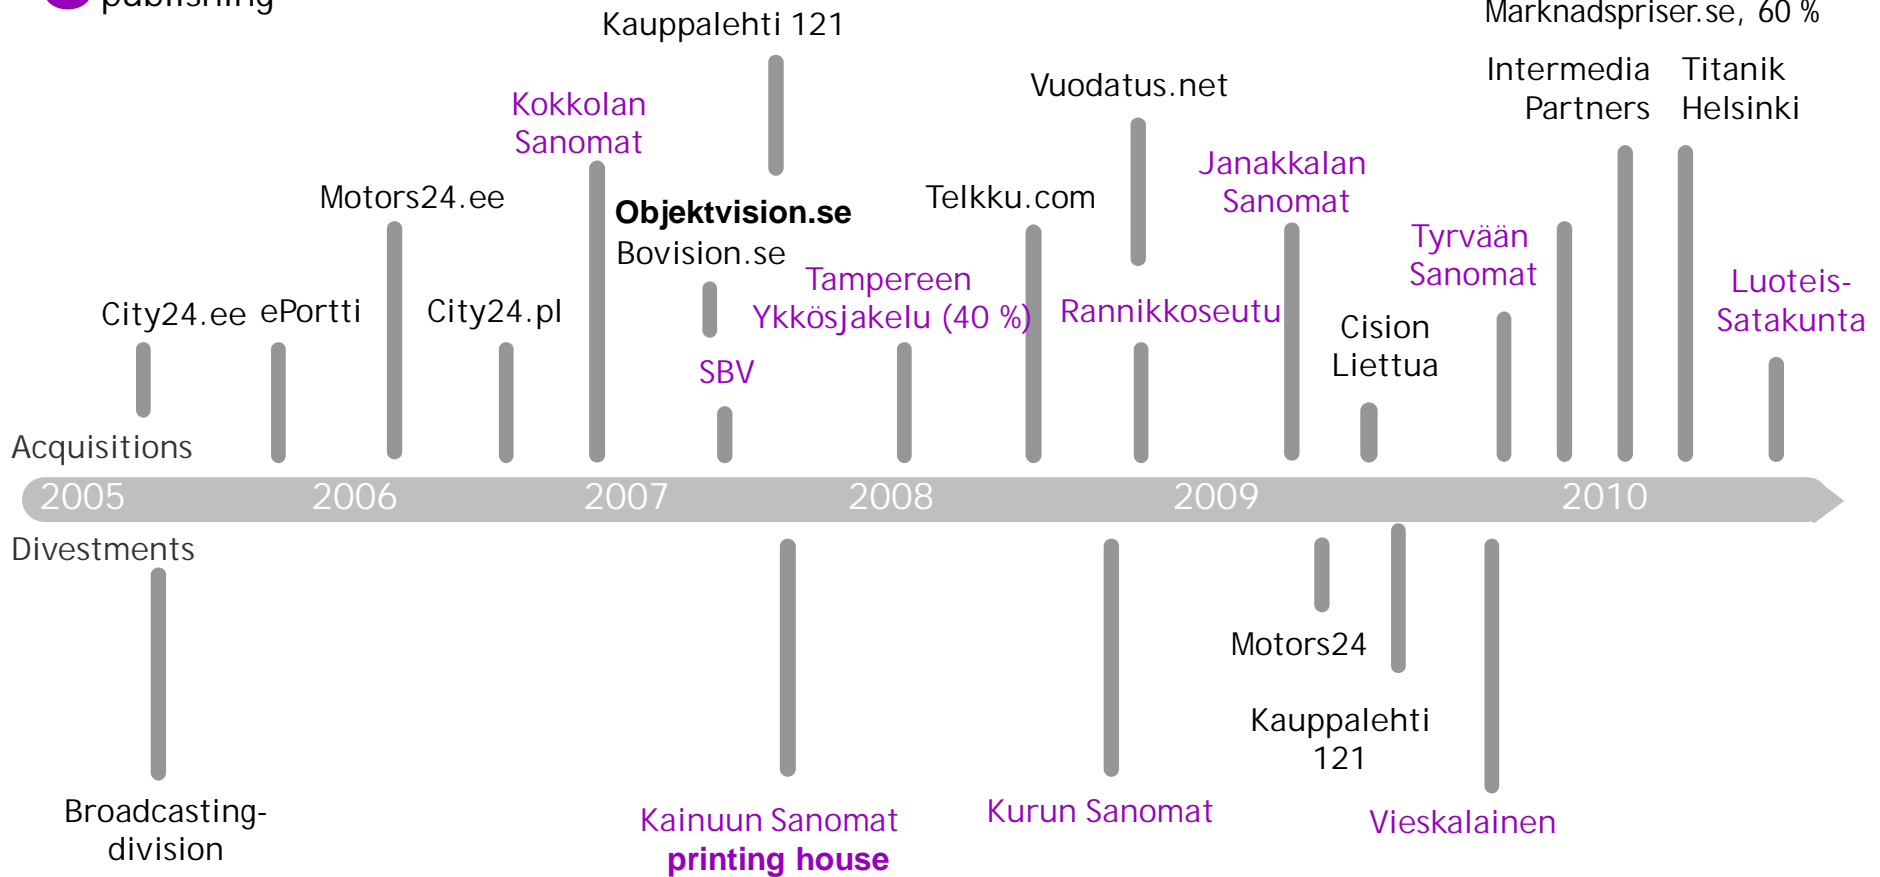 publishing
Kauppalehti 121
Marknadspriser.se, 60 %
Intermedia
Partners
Titanik
Helsinki
Vuodatus.net
Kokkolan
Sanomat
Janakkalan
Sanomat
Motors24.ee
Objektvision.se
Bovision.se
Telkku.com
Tyrvään
Sanomat
Tampereen
Ykkösjakelu (40 %)
Luoteis-
Satakunta
City24.ee
ePortti
City24.pl
Rannikkoseutu
Cision
Liettua
SBV
Acquisitions
2005
2006
2007
2008
2009
2010
Divestments
Motors24
Kauppalehti
121
Broadcasting-
division
Kainuun Sanomat
printing house
Kurun Sanomat
Vieskalainen